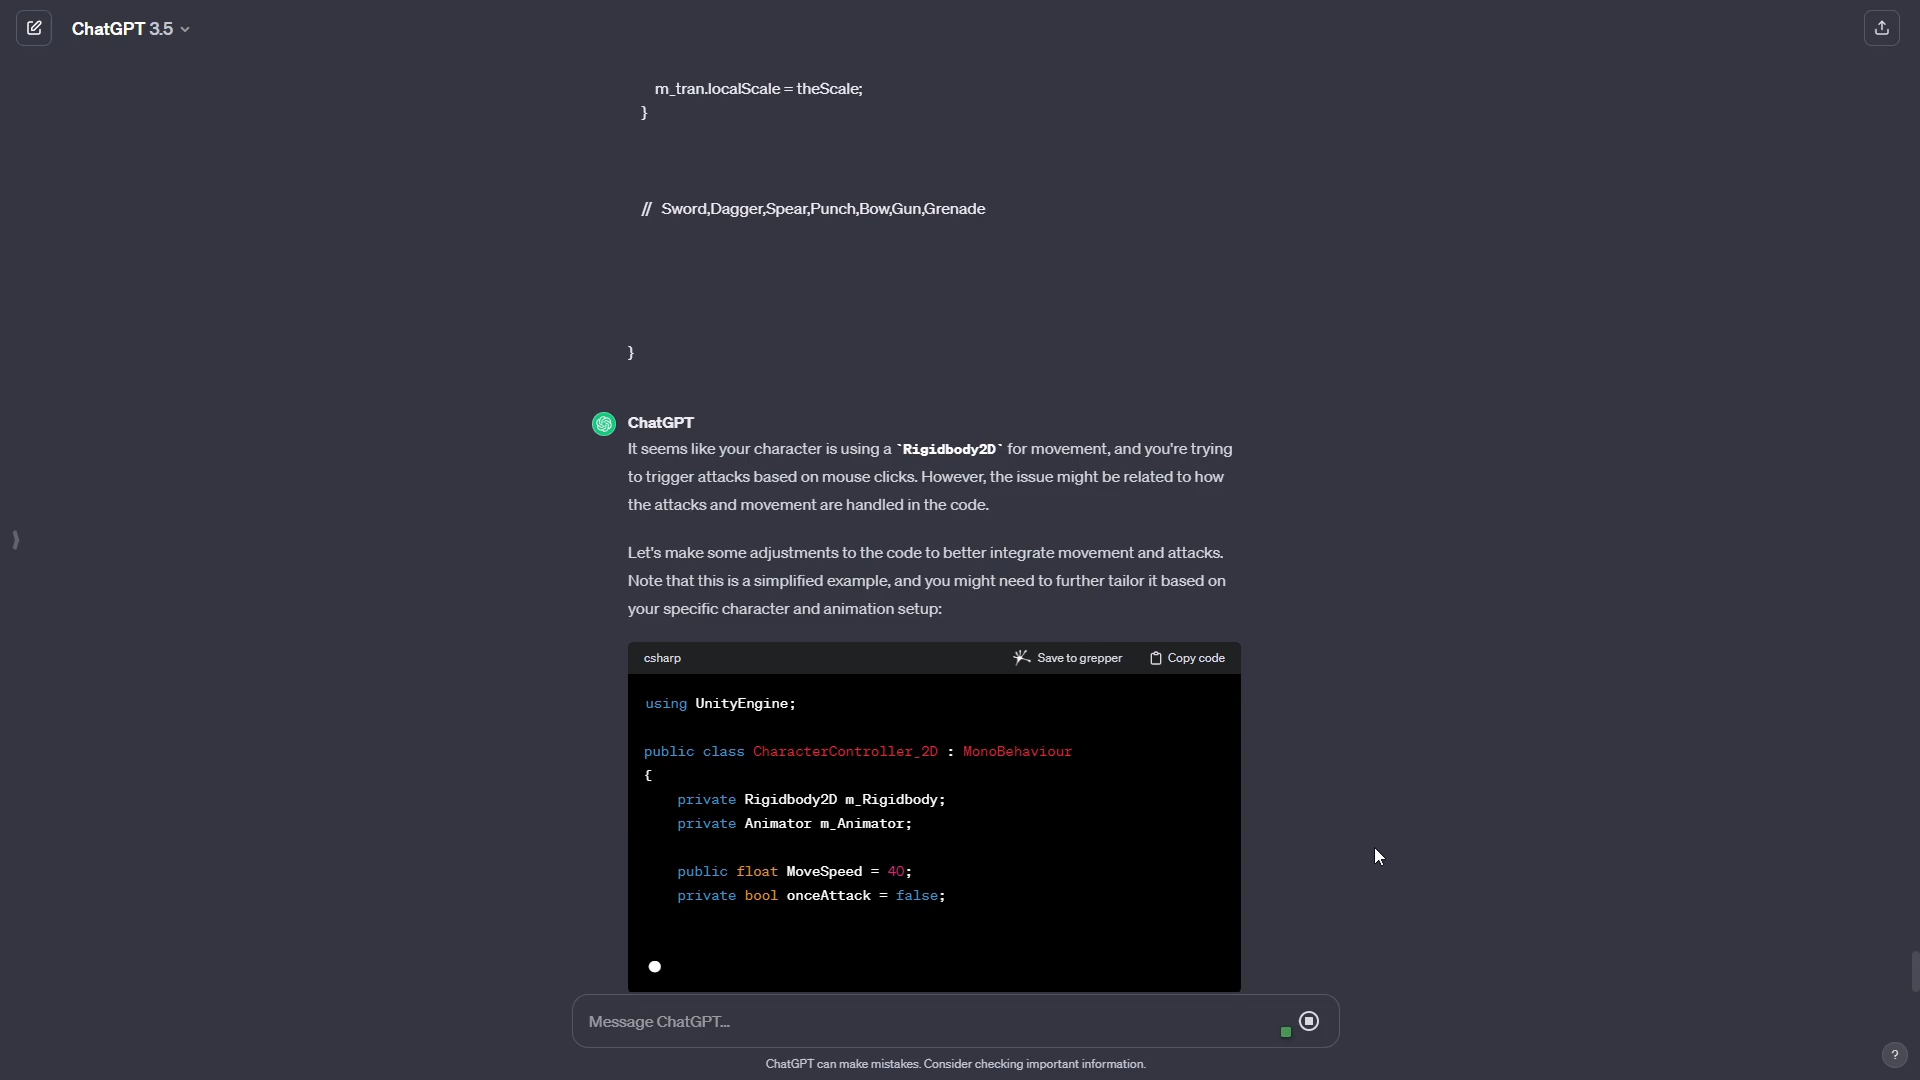 ChatGPT 3.5
m_tran.localScale = theScale;
}
// Sword,Dagger,Spear,Punch,Bow,Gun,Grenade
}
ChatGPT
It seems like your character is using a `Rigidbody2D` for movement, and you're trying
to trigger attacks based on mouse clicks. However, the issue might be related to how
the attacks and movement are handled in the code.
Let's make some adjustments to the code to better integrate movement and attacks.
Note that this is a simplified example, and you might need to further tailor it based on
your specific character and animation setup:
csharp Save to grepper Copy code
using UnityEngine;
public class CharacterController_2D : MonoBehaviour
{
private Rigidbody2D m_Rigidbody;
private Animator m_Animator;
public float MoveSpeed = 40;
private bool onceAttack = false;
Message ChatGPT...
ChatGPT can make mistakes. Consider checking important information.
?